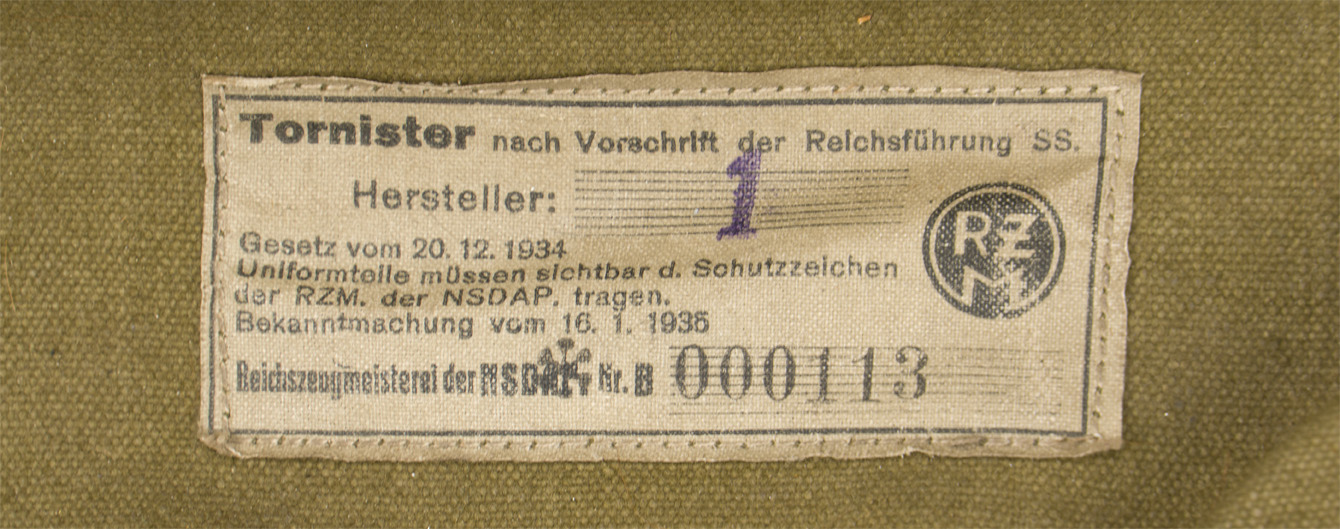 Tornister nach Vorschrift der Reichsführung SS.
Hersteller: 1
RZM
Gesetz vom 20. 12. 1934
Uniformteile müssen sichtbar d. Schutzzeichen
der RZM. der NSDAP. tragen.
Bekanntmachung vom 16. 1. 1935
Reichszeugmeisterei der NSDAP. Nr. B 000113